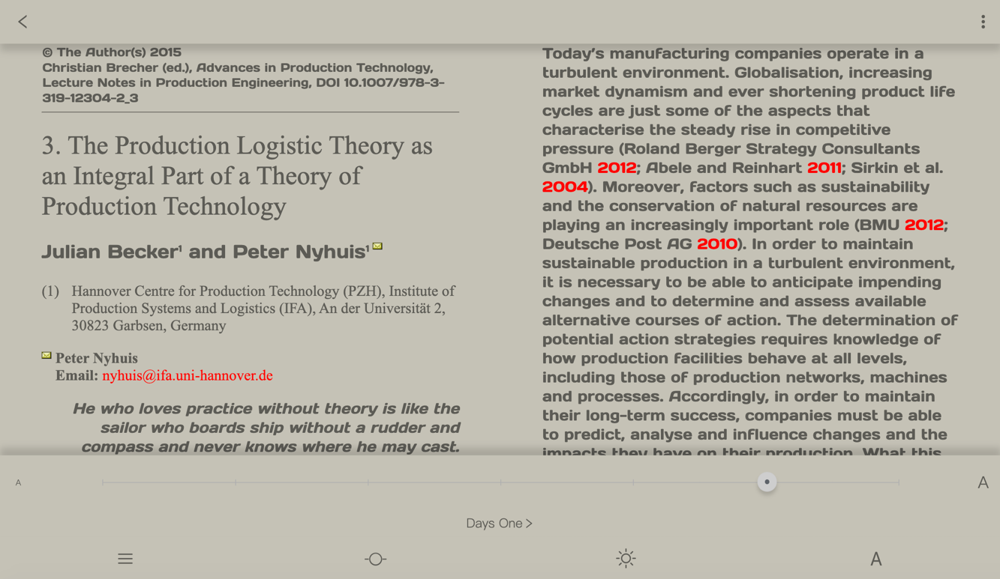 © The Author(s) 2015
Christian Brecher (ed.), Advances in Production Technology,
Lecture Notes in Production Engineering, DOI 10.1007/978-3-
319-12304-2_3
3. The Production Logistic Theory as
an Integral Part of a Theory of
Production Technology
Julian Becker¹ and Peter Nyhuis¹
(1) Hannover Centre for Production Technology (PZH), Institute of
Production Systems and Logistics (IFA), An der Universität 2,
30823 Garbsen, Germany
Peter Nyhuis
Email: nyhuis@ifa.uni-hannover.de
He who loves practice without theory is like the
sailor who boards ship without a rudder and
compass and never knows where he may cast.
Today's manufacturing companies operate in a
turbulent environment. Globalisation, increasing
market dynamism and ever shortening product life
cycles are just some of the aspects that
characterise the steady rise in competitive
pressure (Roland Berger Strategy Consultants
GmbH 2012; Abele and Reinhart 2011; Sirkin et al.
2004). Moreover, factors such as sustainability
and the conservation of natural resources are
playing an increasingly important role (BMU 2012;
Deutsche Post AG 2010). In order to maintain
sustainable production in a turbulent environment,
it is necessary to be able to anticipate impending
changes and to determine and assess available
alternative courses of action. The determination of
potential action strategies requires knowledge of
how production facilities behave at all levels,
including those of production networks, machines
and processes. Accordingly, in order to maintain
their long-term success, companies must be able
to predict, analyse and influence changes and the
impacts they have on their production. What this
A
A
Days One >
A